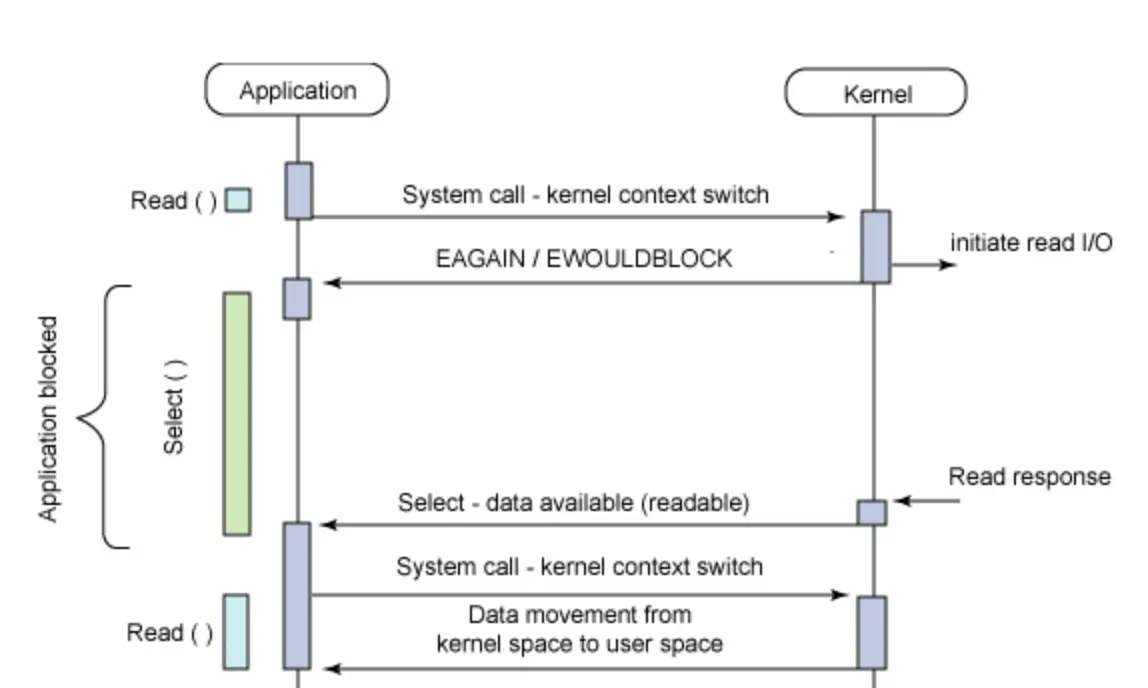 Application
Kernel
Read ( )
System call - kernel context switch
initiate read I/O
EAGAIN / EWOULDBLOCK
Application blocked
Select ( )
Read response
Select - data available (readable)
System call - kernel context switch
Read ( )
Data movement from
kernel space to user space